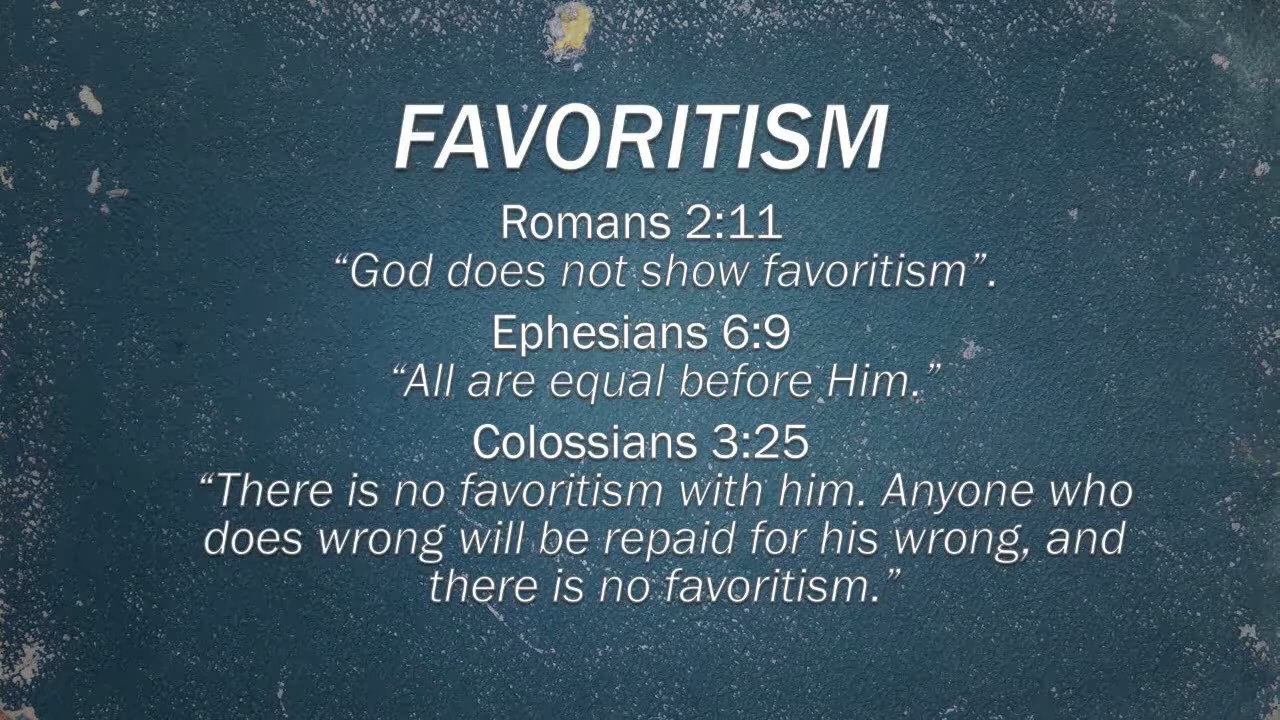 FAVORITISM
Romans 2:11
“God does not show favoritism”.
Ephesians 6:9
“All are equal before Him.”
Colossians 3:25
“There is no favoritism with him. Anyone who
does wrong will be repaid for his wrong, and
there is no favoritism.”